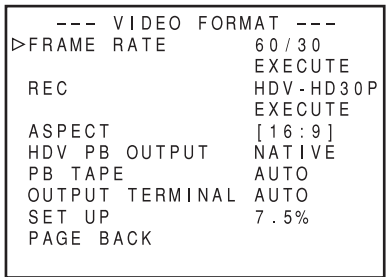 --- VIDEO FORMAT ---
▷FRAME RATE 60/30
EXECUTE
REC HDV-HD30P
EXECUTE
ASPECT [16:9]
HDV PB OUTPUT NATIVE
PB TAPE AUTO
OUTPUT TERMINAL AUTO
SET UP 7.5%
PAGE BACK